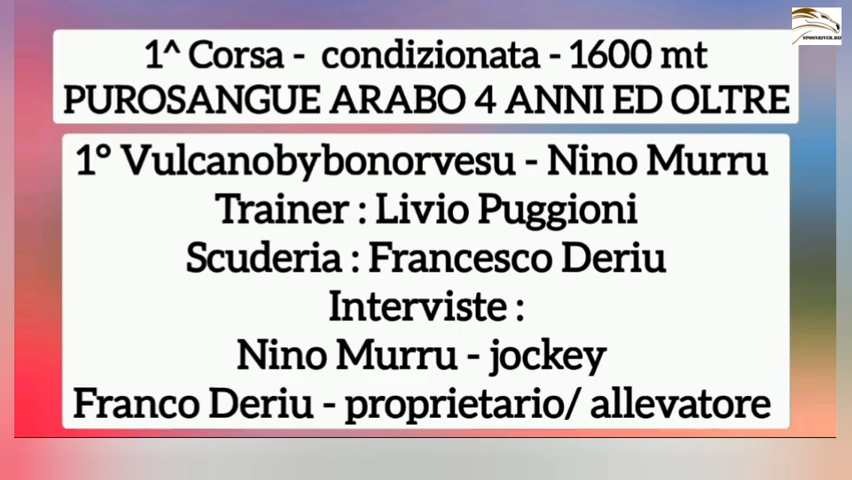 1^ Corsa - condizionata - 1600 mt
PUROSANGUE ARABO 4 ANNI ED OLTRE
1° Vulcanobybonorvesu - Nino Murru
Trainer : Livio Puggioni
Scuderia : Francesco Deriu
Interviste :
Nino Murru - jockey
Franco Deriu - proprietario/ allevatore